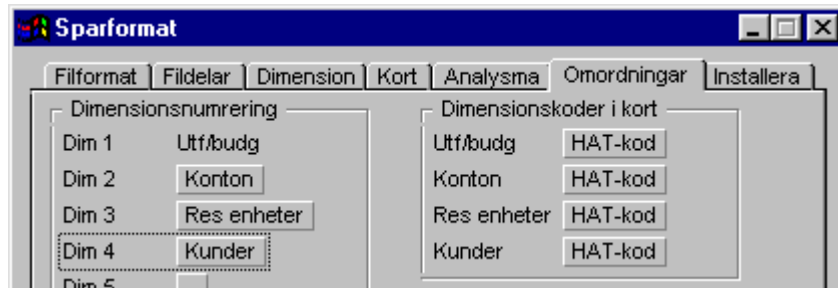 Sparformat
Filformat Fildelar Dimension Kort Analysma Omordningar Installera
Dimensionsnumrering
Dim 1 Utf/budg
Dim 2 Konton
Dim 3 Res enheter
Dim 4 Kunder
Dim 5
Dimensionskoder i kort
Utf/budg HAT-kod
Konton HAT-kod
Res enheter HAT-kod
Kunder HAT-kod